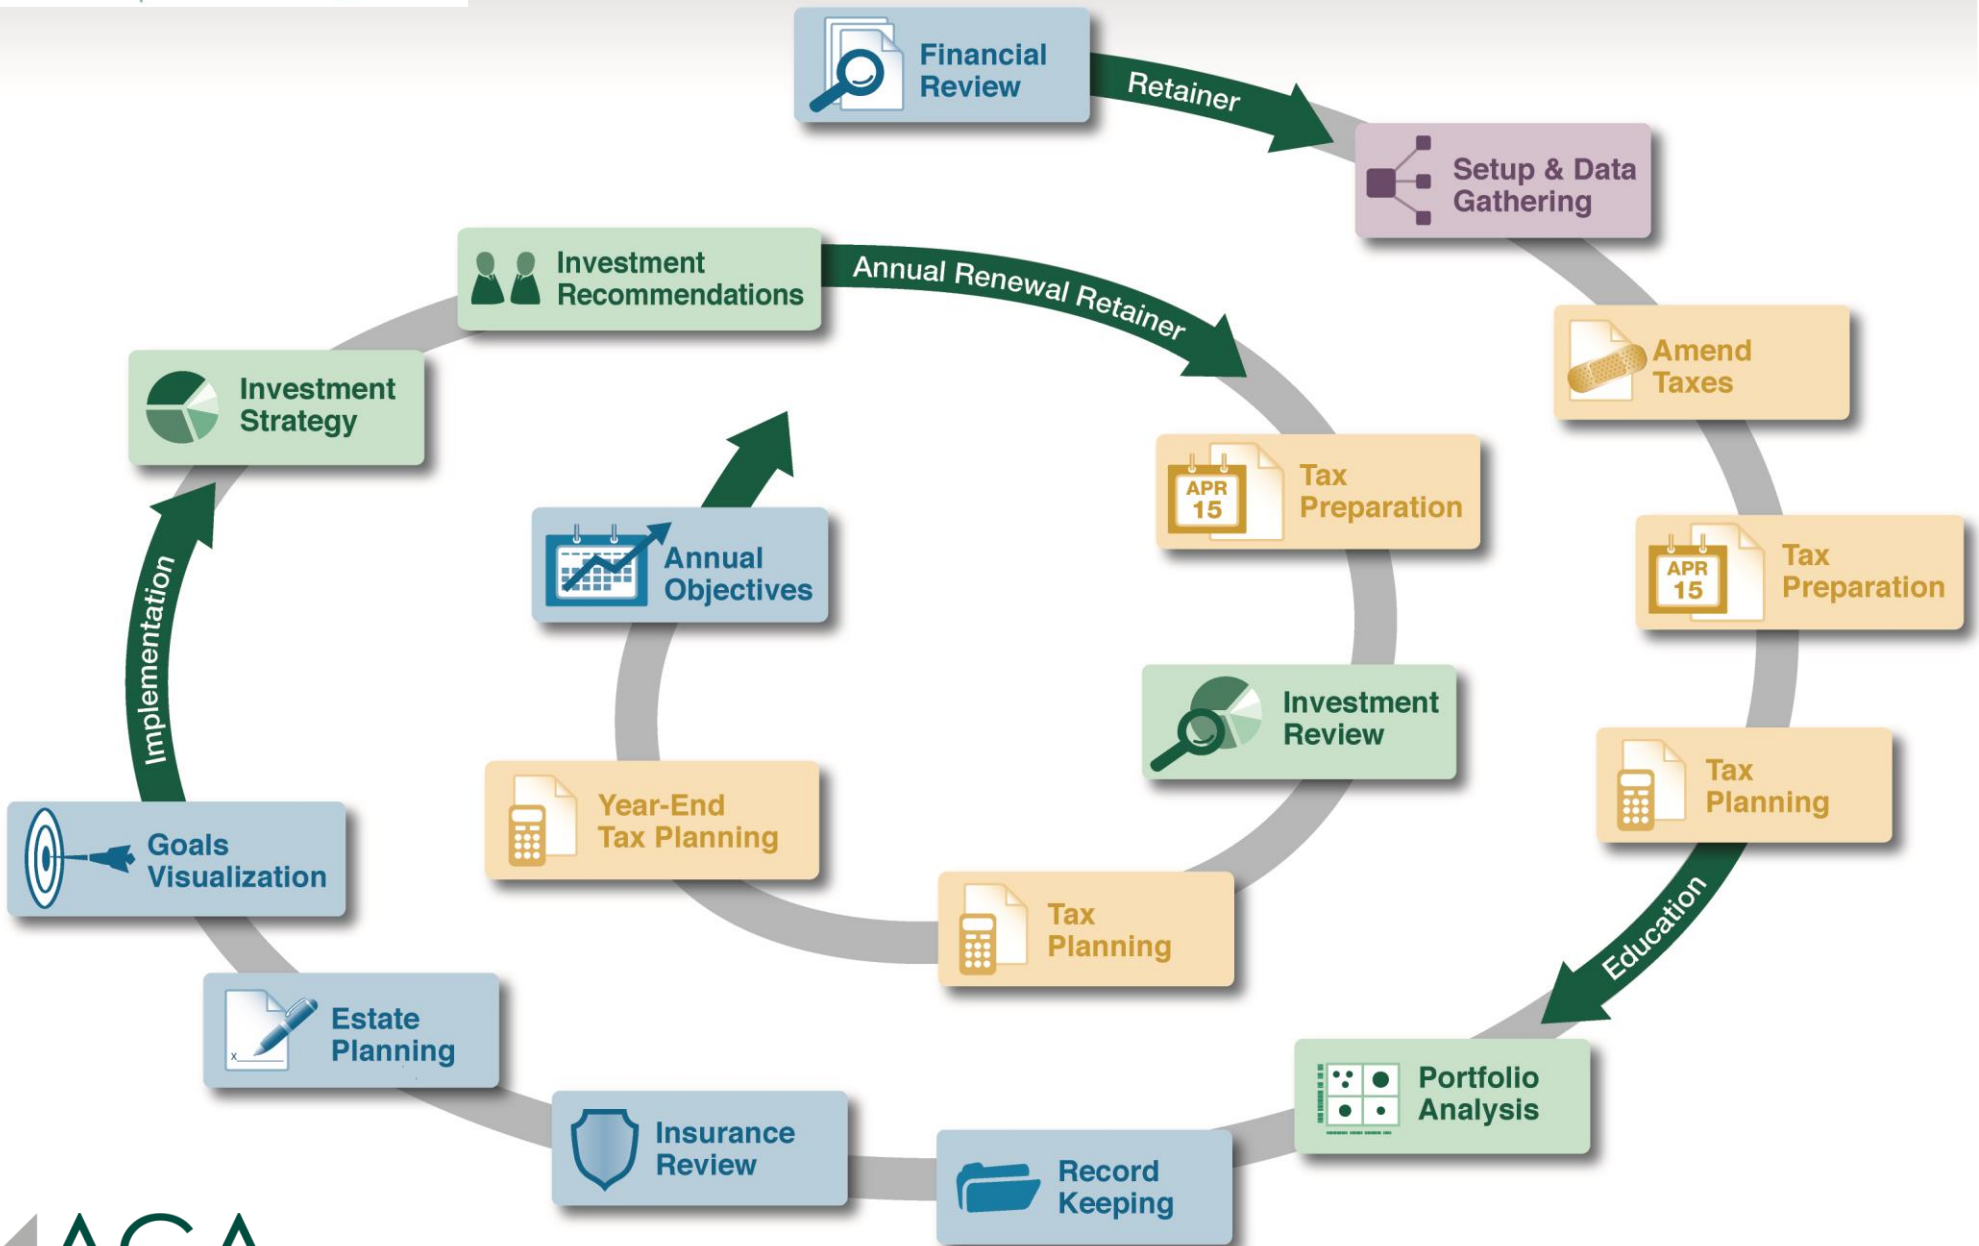 Financial
Review
Retainer
Setup & Data
Gathering
Amend
Taxes
APR
15
Tax
Preparation
Tax
Planning
Education
Portfolio
Analysis
Record
Keeping
Insurance
Review
x
Estate
Planning
Goals
Visualization
Implementation
Investment
Strategy
Investment
Recommendations
Annual Renewal Retainer
APR
15
Tax
Preparation
Investment
Review
Tax
Planning
Year-End
Tax Planning
Annual
Objectives